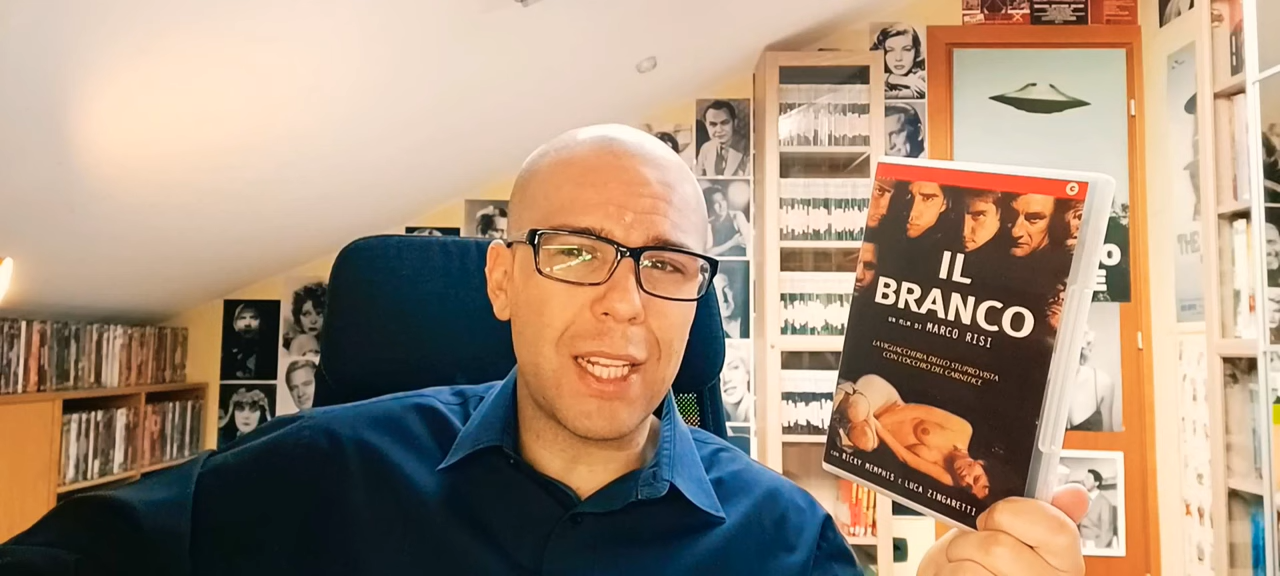 IL
BRANCO
UN FILM DI MARCO RISI
LA VIGLIACCHERIA DELLO STUPRO VISTA
CON L'OCCHIO DEL CARNEFICE
CON RICKY MEMPHIS E LUCA ZINGARETTI
THE